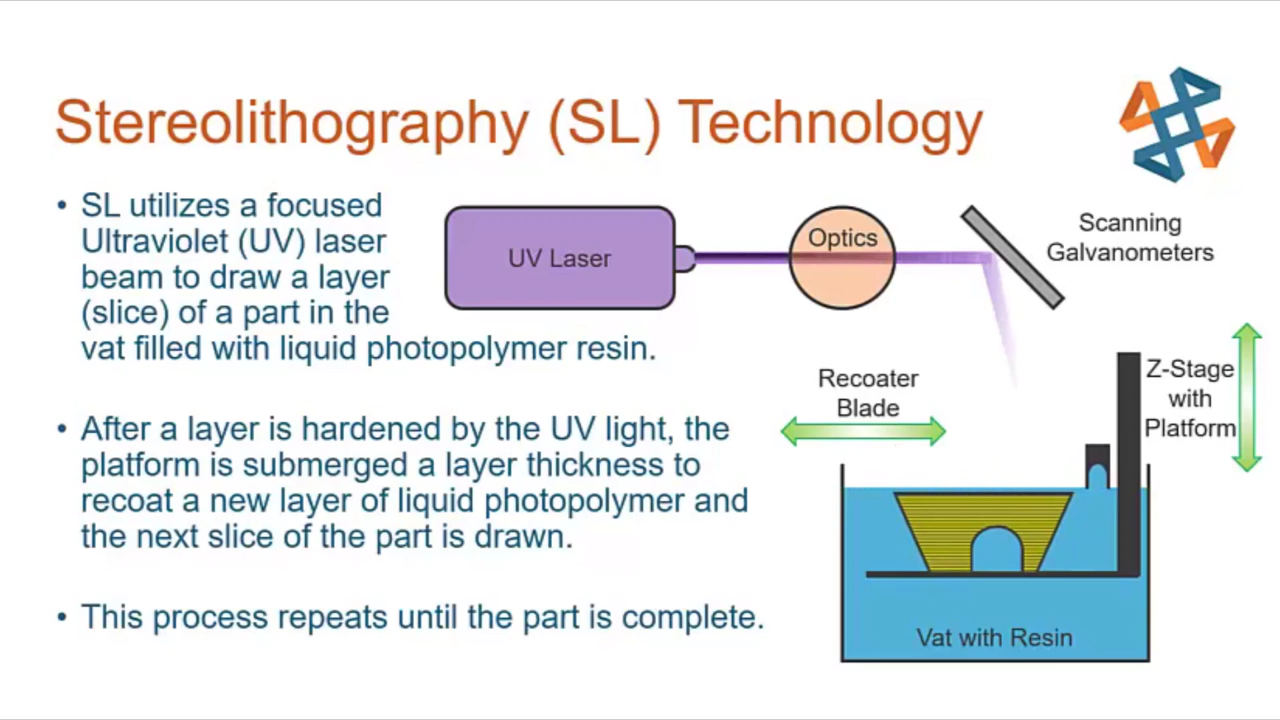 Stereolithography (SL) Technology
• SL utilizes a focused
Ultraviolet (UV) laser
beam to draw a layer
(slice) of a part in the
vat filled with liquid photopolymer resin.
• After a layer is hardened by the UV light, the
platform is submerged a layer thickness to
recoat a new layer of liquid photopolymer and
the next slice of the part is drawn.
• This process repeats until the part is complete.
UV Laser
Optics
Scanning
Galvanometers
Recoater
Blade
Z-Stage
with
Platform
Vat with Resin